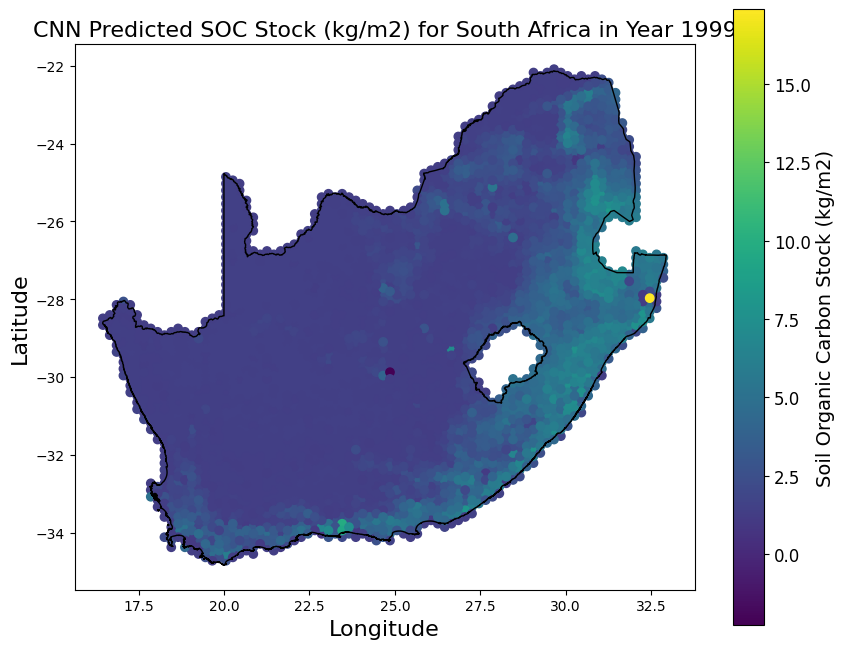 CNN Predicted SOC Stock (kg/m2) for South Africa in Year 1999
−22
−24
−26
−28
−30
−32
−34
Latitude
17.5 20.0 22.5 25.0 27.5 30.0 32.5
Longitude
15.0
12.5
10.0
7.5
5.0
2.5
0.0
Soil Organic Carbon Stock (kg/m2)